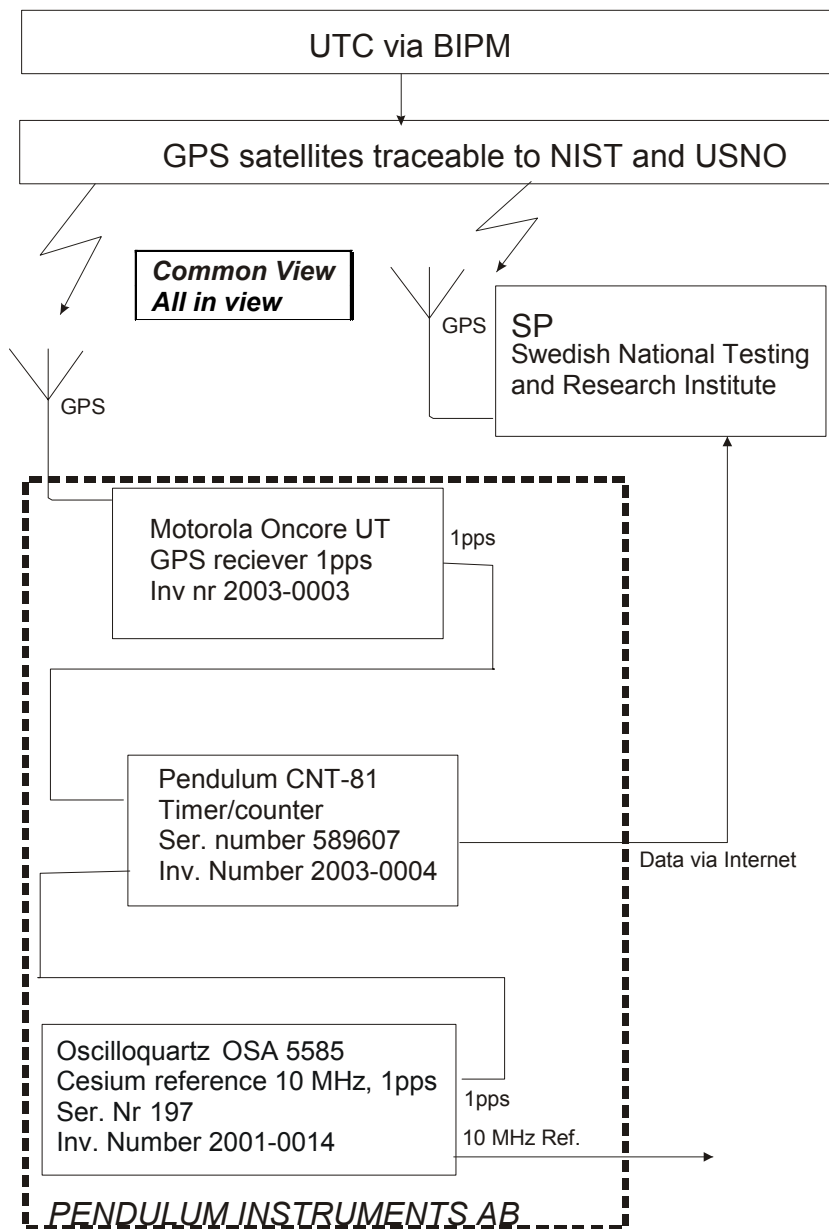 UTC via BIPM
GPS satellites traceable to NIST and USNO
Common View
All in view
GPS
SP
Swedish National Testing
and Research Institute
GPS
Motorola Oncore UT
GPS reciever 1pps
Inv nr 2003-0003
1pps
Pendulum CNT-81
Timer/counter
Ser. number 589607
Inv. Number 2003-0004
Data via Internet
Oscilloquartz OSA 5585
Cesium reference 10 MHz, 1pps
Ser. Nr 197
Inv. Number 2001-0014
1pps
10 MHz Ref.
PENDULUM INSTRUMENTS AB